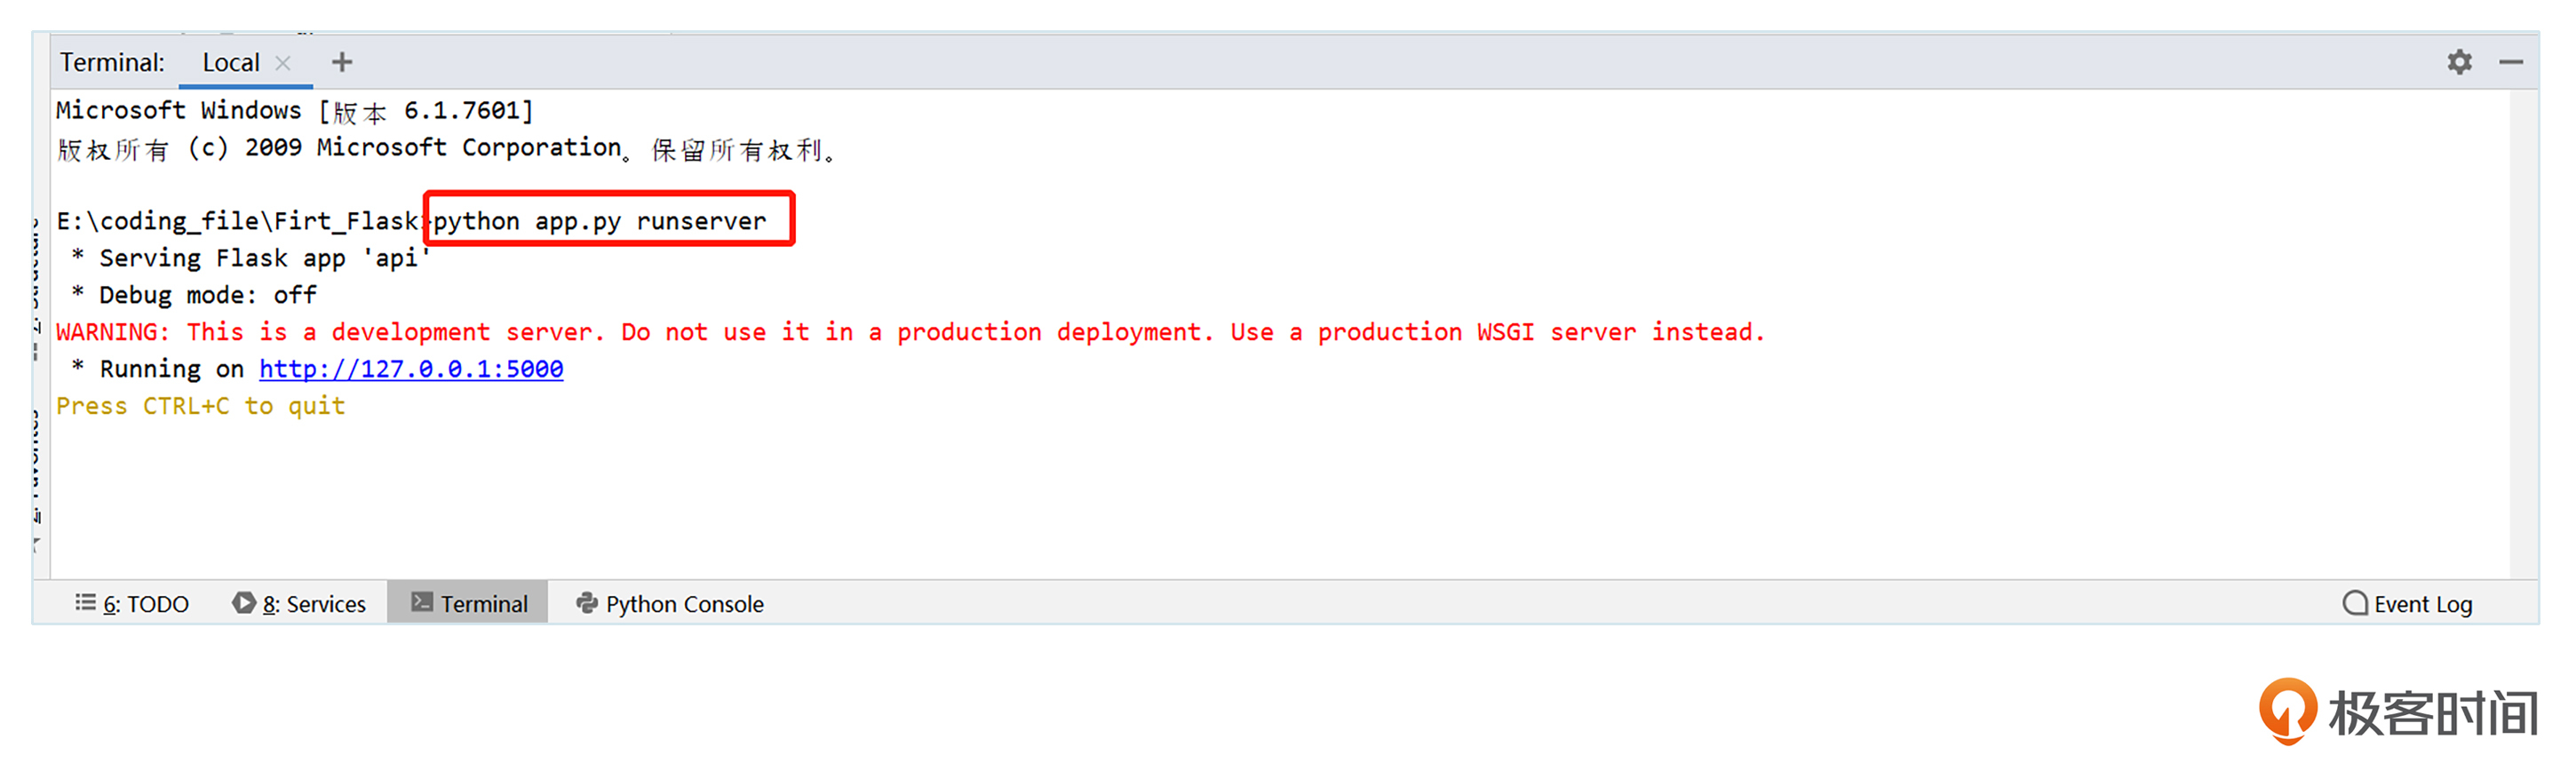 Terminal: Local × +
Microsoft Windows [版本 6.1.7601]
版权所有 (c) 2009 Microsoft Corporation。保留所有权利。
E:\coding_file\Firt_Flask>python app.py runserver
* Serving Flask app 'api'
* Debug mode: off
WARNING: This is a development server. Do not use it in a production deployment. Use a production WSGI server instead.
* Running on http://127.0.0.1:5000
Press CTRL+C to quit
6: TODO 8: Services Terminal Python Console Event Log
极客时间